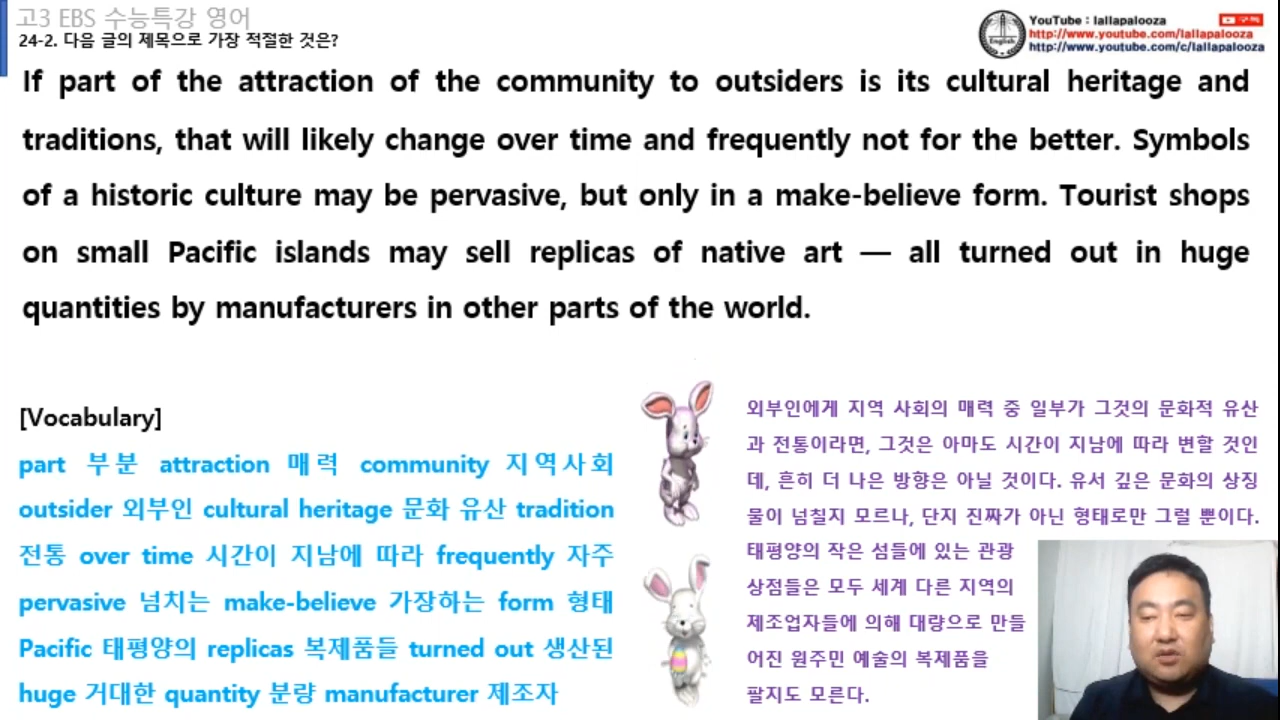 고3 EBS 수능특강 영어
24-2. 다음 글의 제목으로 가장 적절한 것은?
English
YouTube : lallapalooza
구독
http://www.youtube.com/lallapalooza
http://www.youtube.com/c/lallapalooza
If part of the attraction of the community to outsiders is its cultural heritage and
traditions, that will likely change over time and frequently not for the better. Symbols
of a historic culture may be pervasive, but only in a make-believe form. Tourist shops
on small Pacific islands may sell replicas of native art — all turned out in huge
quantities by manufacturers in other parts of the world.
[Vocabulary]
part 부분 attraction 매력 community 지역사회
outsider 외부인 cultural heritage 문화 유산 tradition
전통 over time 시간이 지남에 따라 frequently 자주
pervasive 넘치는 make-believe 가장하는 form 형태
Pacific 태평양의 replicas 복제품들 turned out 생산된
huge 거대한 quantity 분량 manufacturer 제조자
외부인에게 지역 사회의 매력 중 일부가 그것의 문화적 유산
과 전통이라면, 그것은 아마도 시간이 지남에 따라 변할 것인
데, 흔히 더 나은 방향은 아닐 것이다. 유서 깊은 문화의 상징
물이 넘칠지 모르나, 단지 진짜가 아닌 형태로만 그럴 뿐이다.
태평양의 작은 섬들에 있는 관광
상점들은 모두 세계 다른 지역의
제조업자들에 의해 대량으로 만들
어진 원주민 예술의 복제품을
팔지도 모른다.